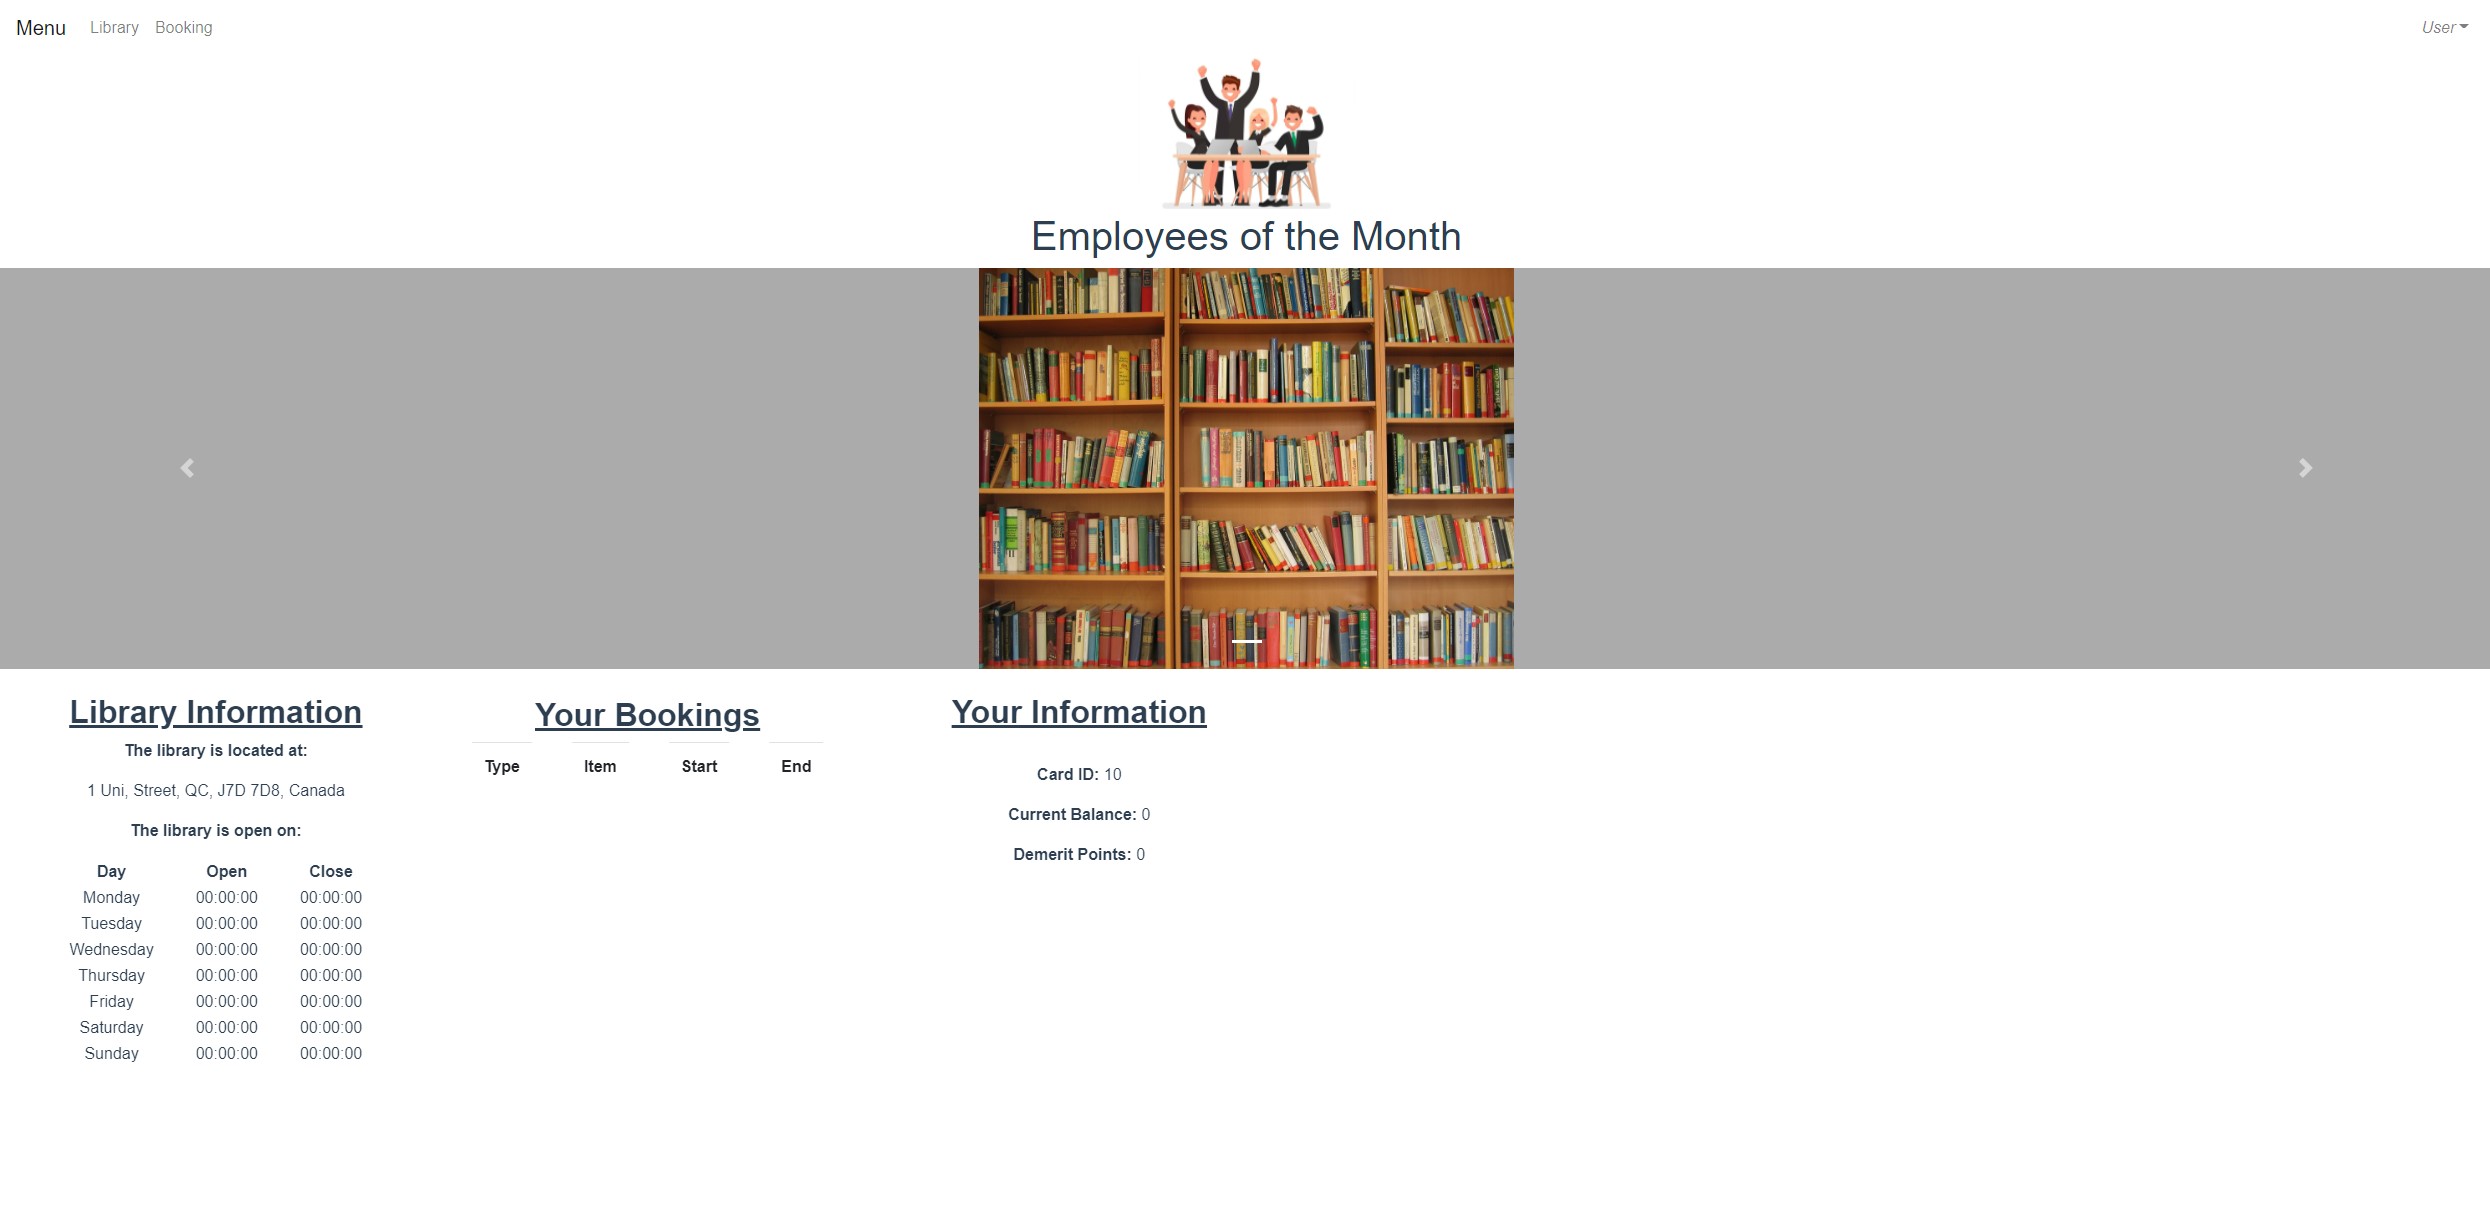 Menu Library Booking User
Employees of the Month
Library Information
The library is located at:
1 Uni, Street, QC, J7D 7D8, Canada
The library is open on:
Day Open Close
Monday 00:00:00 00:00:00
Tuesday 00:00:00 00:00:00
Wednesday 00:00:00 00:00:00
Thursday 00:00:00 00:00:00
Friday 00:00:00 00:00:00
Saturday 00:00:00 00:00:00
Sunday 00:00:00 00:00:00
Your Bookings
Type Item Start End
Your Information
Card ID: 10
Current Balance: 0
Demerit Points: 0